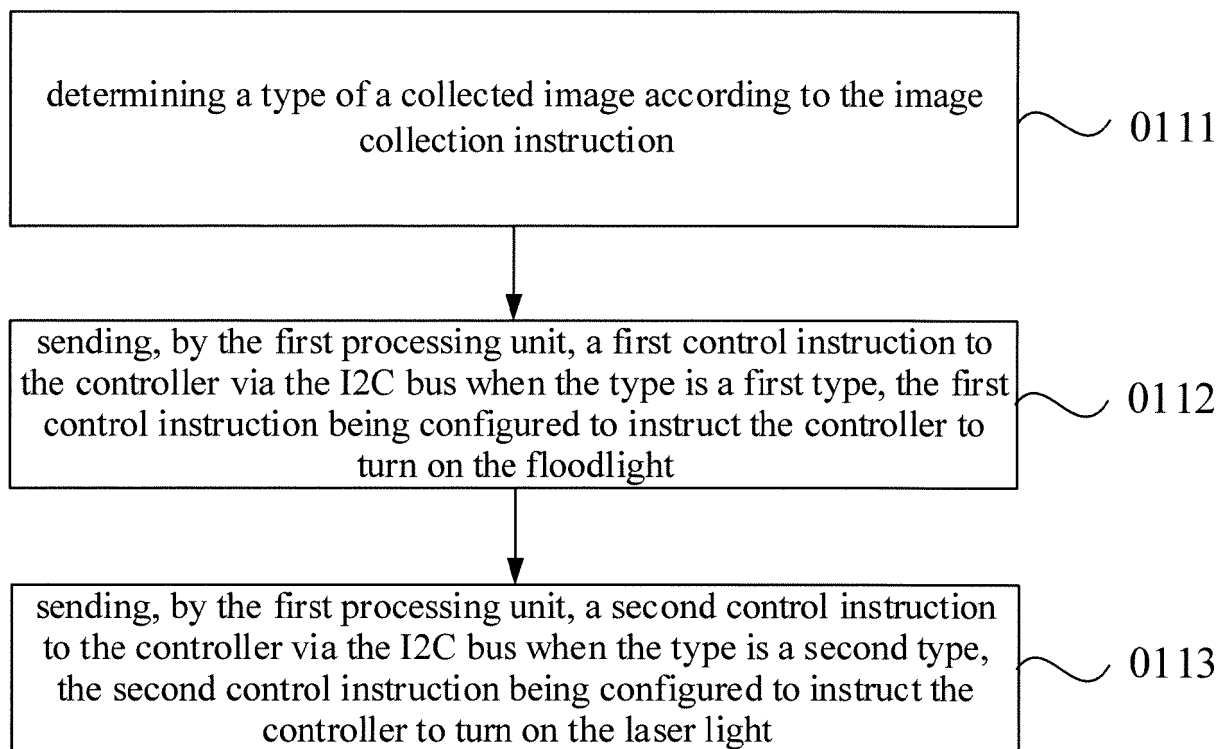 determining a type of a collected image according to the image
collection instruction
0111
sending, by the first processing unit, a first control instruction to
the controller via the I2C bus when the type is a first type, the first
control instruction being configured to instruct the controller to
turn on the floodlight
0112
sending, by the first processing unit, a second control instruction
to the controller via the I2C bus when the type is a second type,
the second control instruction being configured to instruct the
controller to turn on the laser light
0113